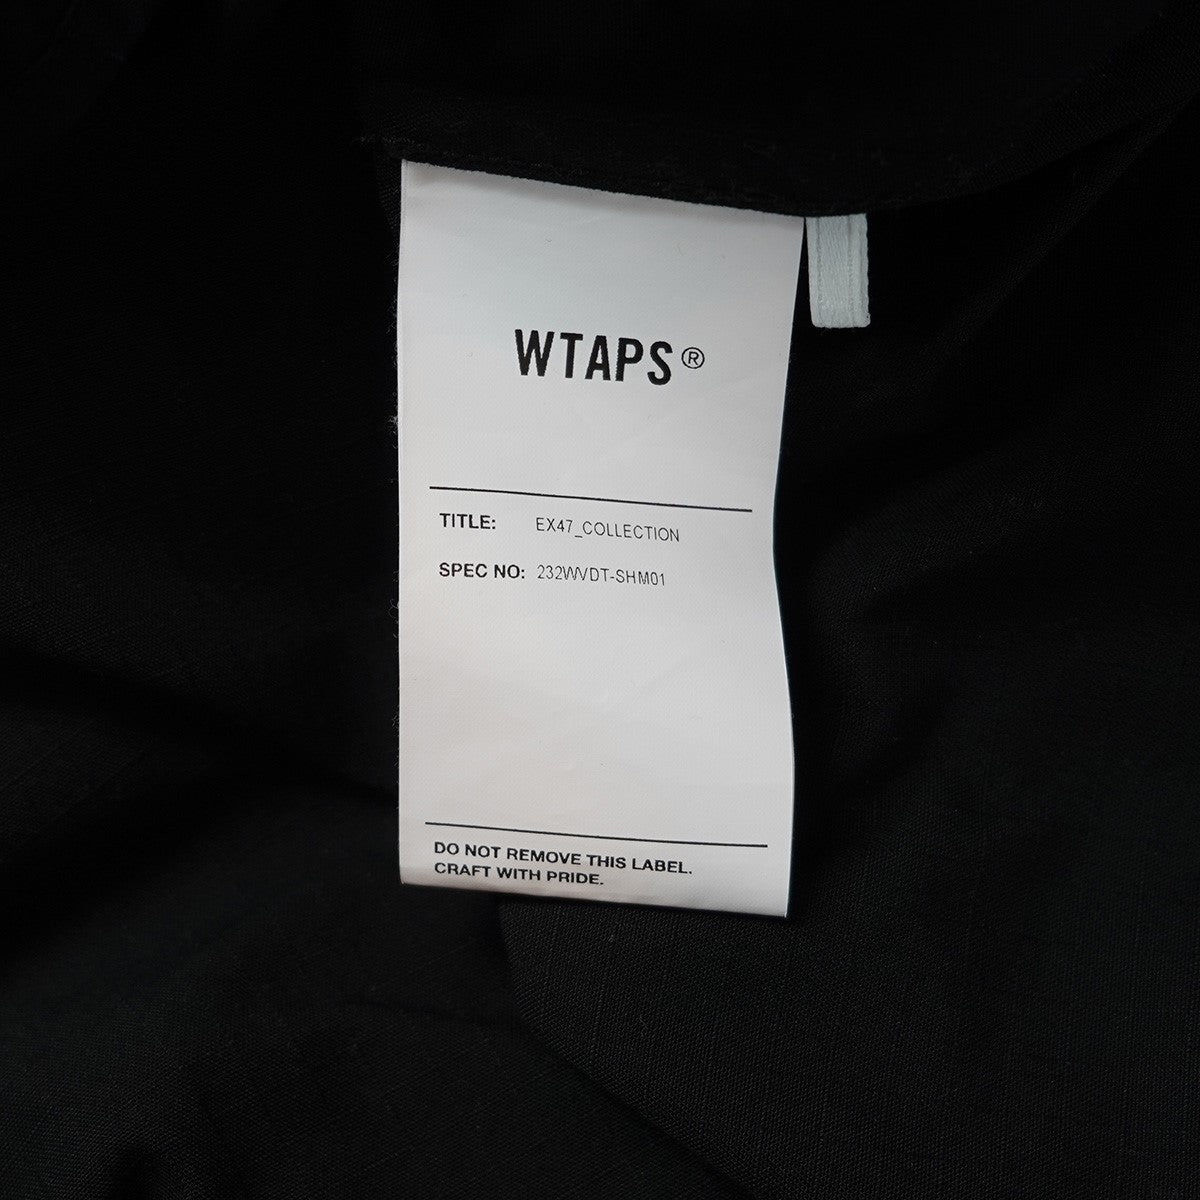 WTAPS®
TITLE: EX47_COLLECTION
SPEC NO: 232WVDT-SHM01
DO NOT REMOVE THIS LABEL.
CRAFT WITH PRIDE.